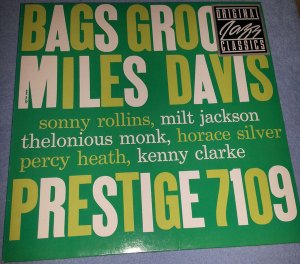 BAGS GROO
ORIGINAL
Jazz
CLASSICS
MILES DAVIS
sonny rollins, milt jackson
thelonious monk, horace silver
percy heath, kenny clarke
PRESTIGE 7109